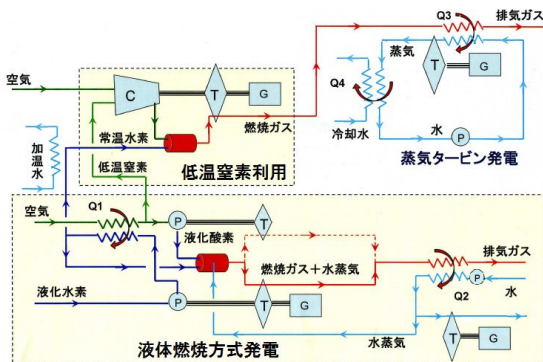 Q3
排気ガス
蒸気
T
G
Q4
空気
C
T
G
燃焼ガス
冷却水
水
P
常温水素
加温水
低温窒素
低温窒素利用
蒸気タービン発電
空気
Q1
P
T
液化酸素
燃焼ガス+水蒸気
排気ガス
液化水素
P
T
G
P
Q2
水
水蒸気
T
G
液体燃焼方式発電